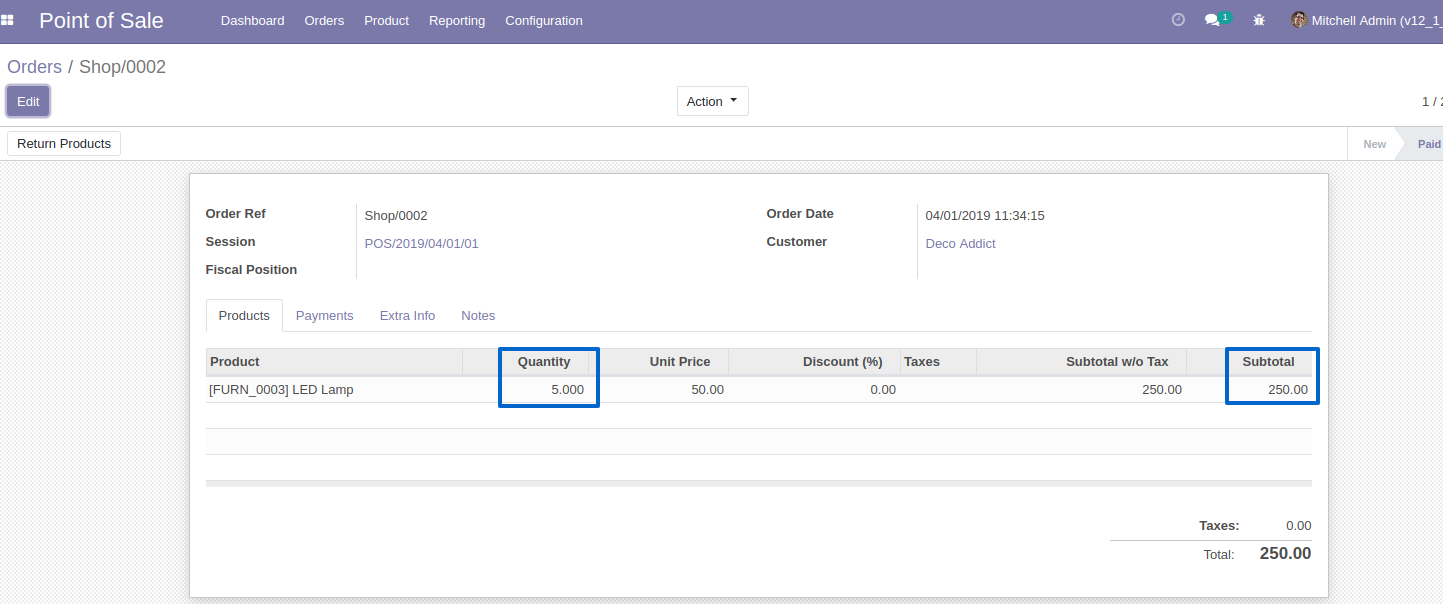 Point of Sale Dashboard Orders Product Reporting Configuration 1 Mitchell Admin (v12_1_
Orders / Shop/0002
Edit Action 1 / 2
Return Products New Paid
Order Ref Shop/0002 Order Date 04/01/2019 11:34:15
Session POS/2019/04/01/01 Customer Deco Addict
Fiscal Position
Products Payments Extra Info Notes
Product Quantity Unit Price Discount (%) Taxes Subtotal w/o Tax Subtotal
[FURN_0003] LED Lamp 5.000 50.00 0.00 250.00 250.00
Taxes: 0.00
Total: 250.00